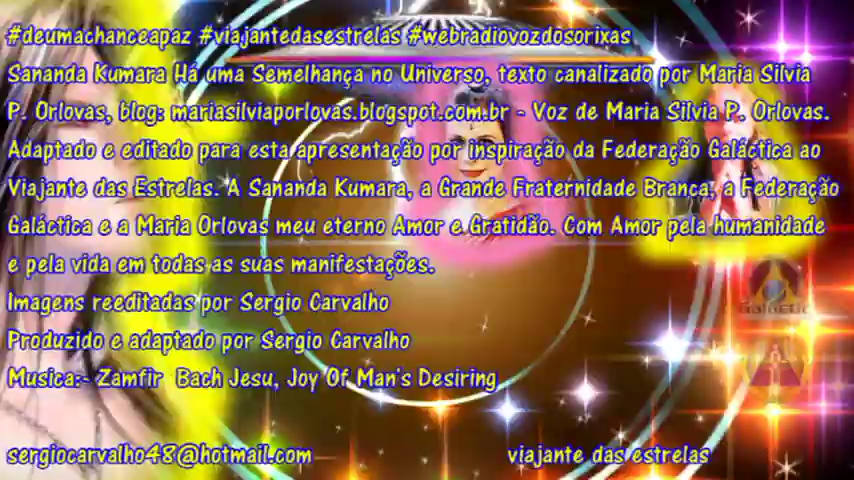 #deumachanceapaz #viajantedasestrelas #webradiovozdosorixas
Sananda Kumara Há uma Semelhança no Universo, texto canalizado por Maria Silvia
P. Orlovas, blog: mariasilviaporlovas.blogspot.com.br - Voz de Maria Silvia P. Orlovas.
Adaptado e editado para esta apresentação por inspiração da Federação Galáctica ao
Viajante das Estrelas. A Sananda Kumara, a Grande Fraternidade Branca, a Federação
Galáctica e a Maria Orlovas meu eterno Amor e Gratidão. Com Amor pela humanidade
e pela vida em todas as suas manifestações.
Imagens reeditadas por Sergio Carvalho
Galactic
Produzido e adaptado por Sergio Carvalho
Musica:- Zamfir Bach Jesu, Joy Of Man's Desiring
sergiocarvalho48@hotmail.com viajante das estrelas